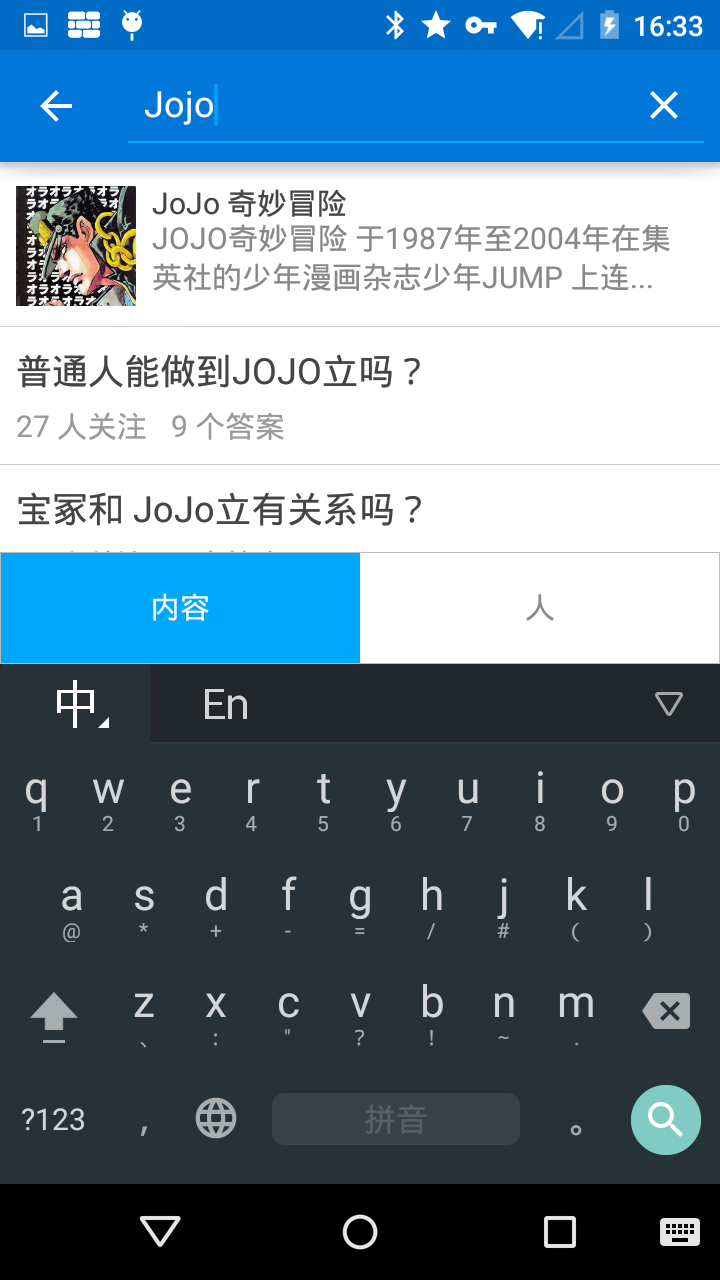 16:33
Jojo
JoJo 奇妙冒险
JOJO奇妙冒险 于1987年至2004年在集
英社的少年漫画杂志少年JUMP 上连...
普通人能做到JOJO立吗？
27 人关注 9 个答案
宝冢和 JoJo立有关系吗？
内容 人
中 En
q w e r t y u i o p
1 2 3 4 5 6 7 8 9 0
a s d f g h j k l
@ * + - = / # ( )
z x c v b n m
、 : " ? ! ~ .
?123 , 拼音 。